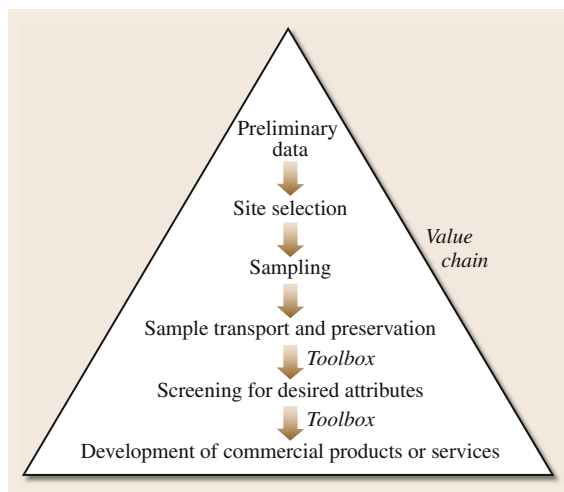 Preliminary
data
Site selection
Value
chain
Sampling
Sample transport and preservation
Toolbox
Screening for desired attributes
Toolbox
Development of commercial products or services